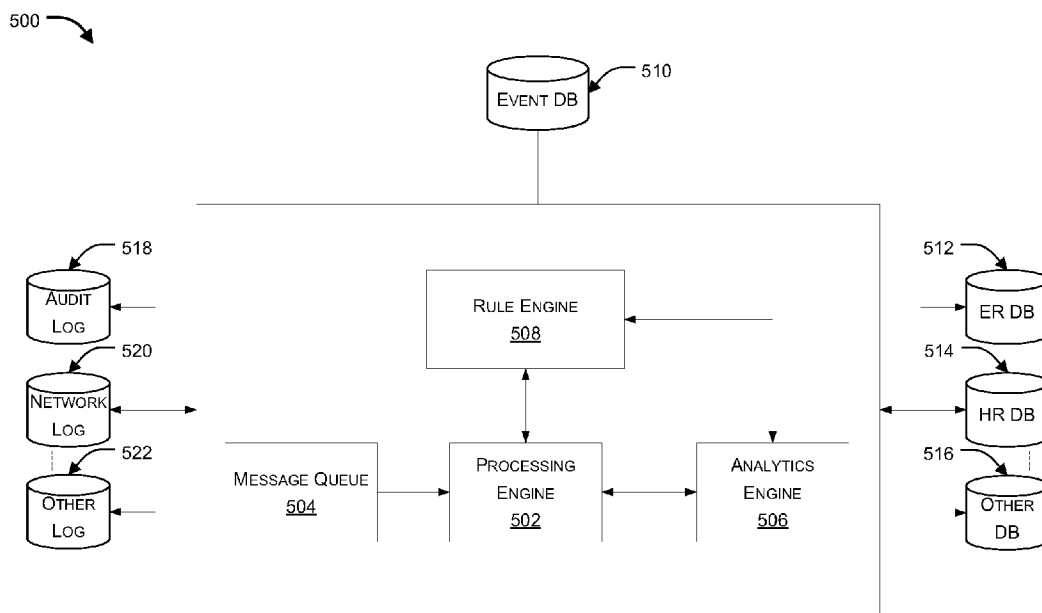 500
510
EVENT DB
518
512
AUDIT
LOG
RULE ENGINE
508
ER DB
520
514
NETWORK
LOG
HR DB
522
516
MESSAGE QUEUE
504
PROCESSING
ENGINE
502
ANALYTICS
ENGINE
506
OTHER
LOG
OTHER
DB